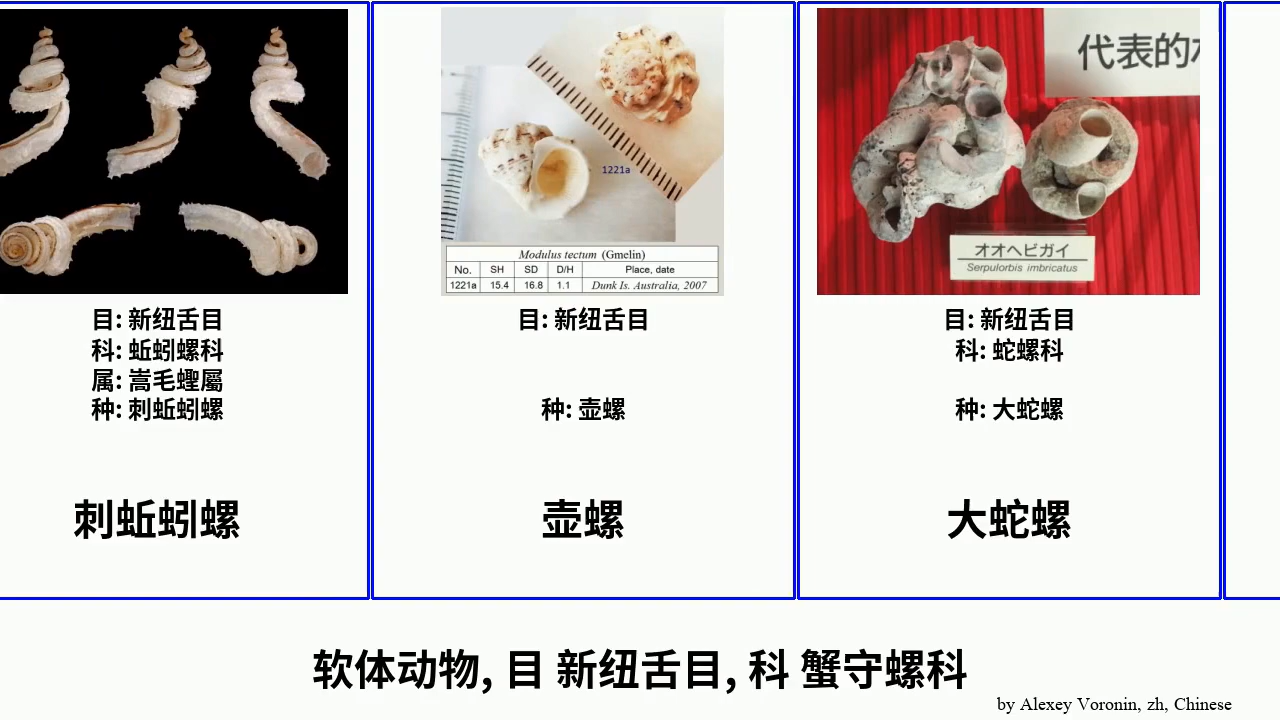 1221a
Modulus tectum (Gmelin)
No. SH SD D/H Place, date
1221a 15.4 16.8 1.1 Dunk Is. Australia, 2007
代表的
オオヘビガイ
Serpulorbis imbricatus
目: 新纽舌目
科: 蚯蚓螺科
属: 嵩毛蟶屬
种: 刺蚯蚓螺
刺蚯蚓螺
目: 新纽舌目
种: 壶螺
壶螺
目: 新纽舌目
科: 蛇螺科
种: 大蛇螺
大蛇螺
软体动物, 目 新纽舌目, 科 蟹守螺科
by Alexey Voronin, zh, Chinese